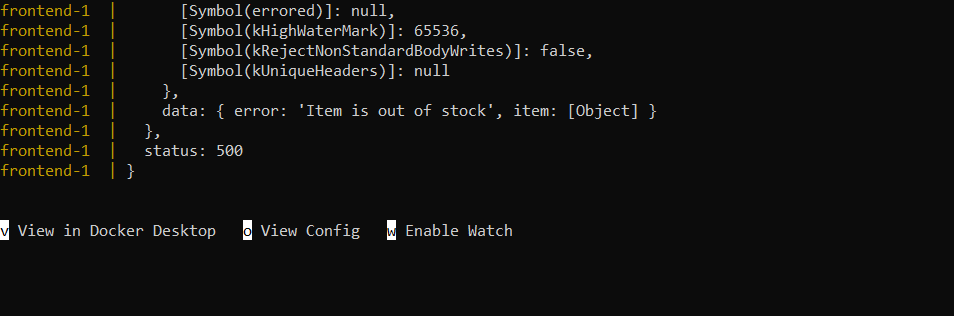 frontend-1  |       [Symbol(errored)]: null,
frontend-1  |       [Symbol(kHighWaterMark)]: 65536,
frontend-1  |       [Symbol(kRejectNonStandardBodyWrites)]: false,
frontend-1  |       [Symbol(kUniqueHeaders)]: null
frontend-1  |     },
frontend-1  |     data: { error: 'Item is out of stock', item: [Object] }
frontend-1  |   },
frontend-1  |   status: 500
frontend-1  | }
v View in Docker Desktop   o View Config   w Enable Watch